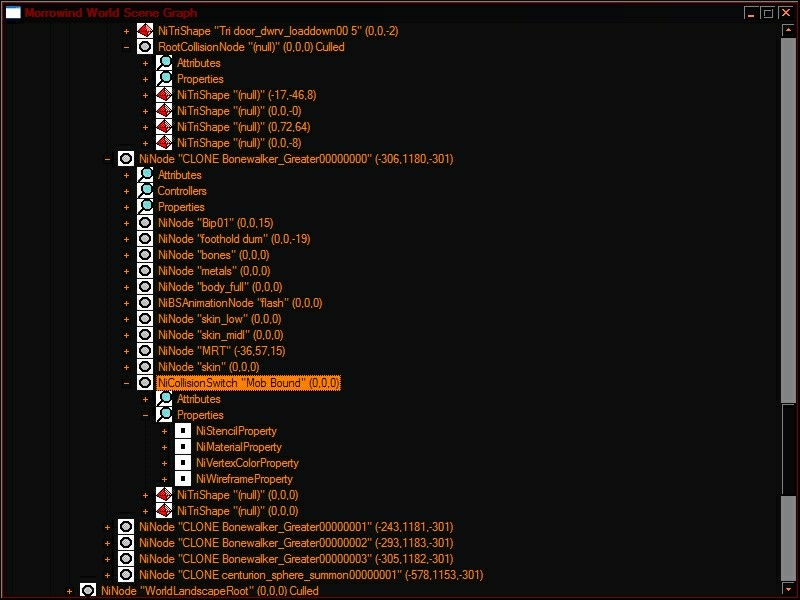 Morrowind World Scene Graph
NiTriShape "Tri door_dwrv_loaddown00 5" (0,0,-2)
RootCollisionNode "(null)" (0,0,0) Culled
Attributes
Properties
NiTriShape "(null)" (-17,-46,8)
NiTriShape "(null)" (0,0,-0)
NiTriShape "(null)" (0,72,64)
NiTriShape "(null)" (0,0,-8)
NiNode "CLONE Bonewalker_Greater00000000" (-306,1180,-301)
Attributes
Controllers
Properties
NiNode "Bip01" (0,0,15)
NiNode "foothold dum" (0,0,-19)
NiNode "bones" (0,0,0)
NiNode "metals" (0,0,0)
NiNode "body_full" (0,0,0)
NiBSAnimationNode "flash" (0,0,0)
NiNode "skin_low" (0,0,0)
NiNode "skin_midl" (0,0,0)
NiNode "MRT" (-36,57,15)
NiNode "skin" (0,0,0)
NiCollisionSwitch "Mob Bound" (0,0,0)
Attributes
Properties
NiStencilProperty
NiMaterialProperty
NiVertexColorProperty
NiWireframeProperty
NiTriShape "(null)" (0,0,0)
NiTriShape "(null)" (0,0,0)
NiNode "CLONE Bonewalker_Greater00000001" (-243,1181,-301)
NiNode "CLONE Bonewalker_Greater00000002" (-293,1183,-301)
NiNode "CLONE Bonewalker_Greater00000003" (-305,1182,-301)
NiNode "CLONE centurion_sphere_summon00000001" (-578,1153,-301)
NiNode "WorldLandscapeRoot" (0,0,0) Culled